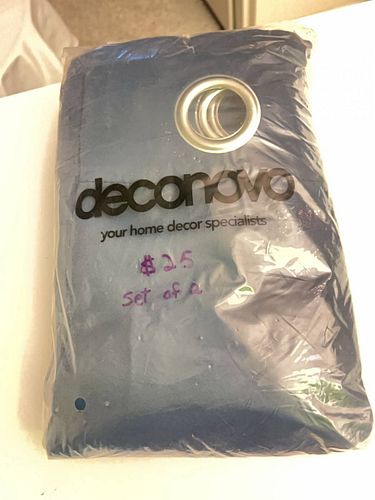 deconovo
your home decor specialists
$25
Set of 2